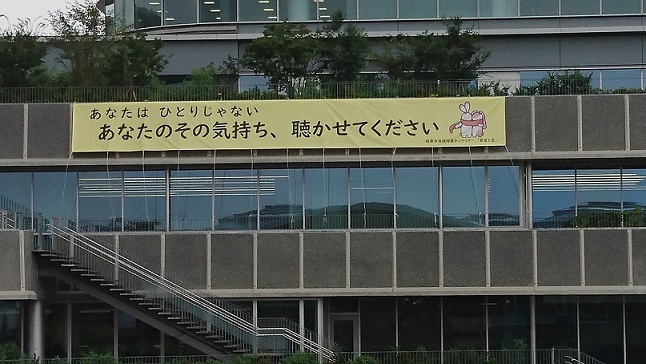 あなたは ひとりじゃない
あなたのその気持ち、聴かせてください